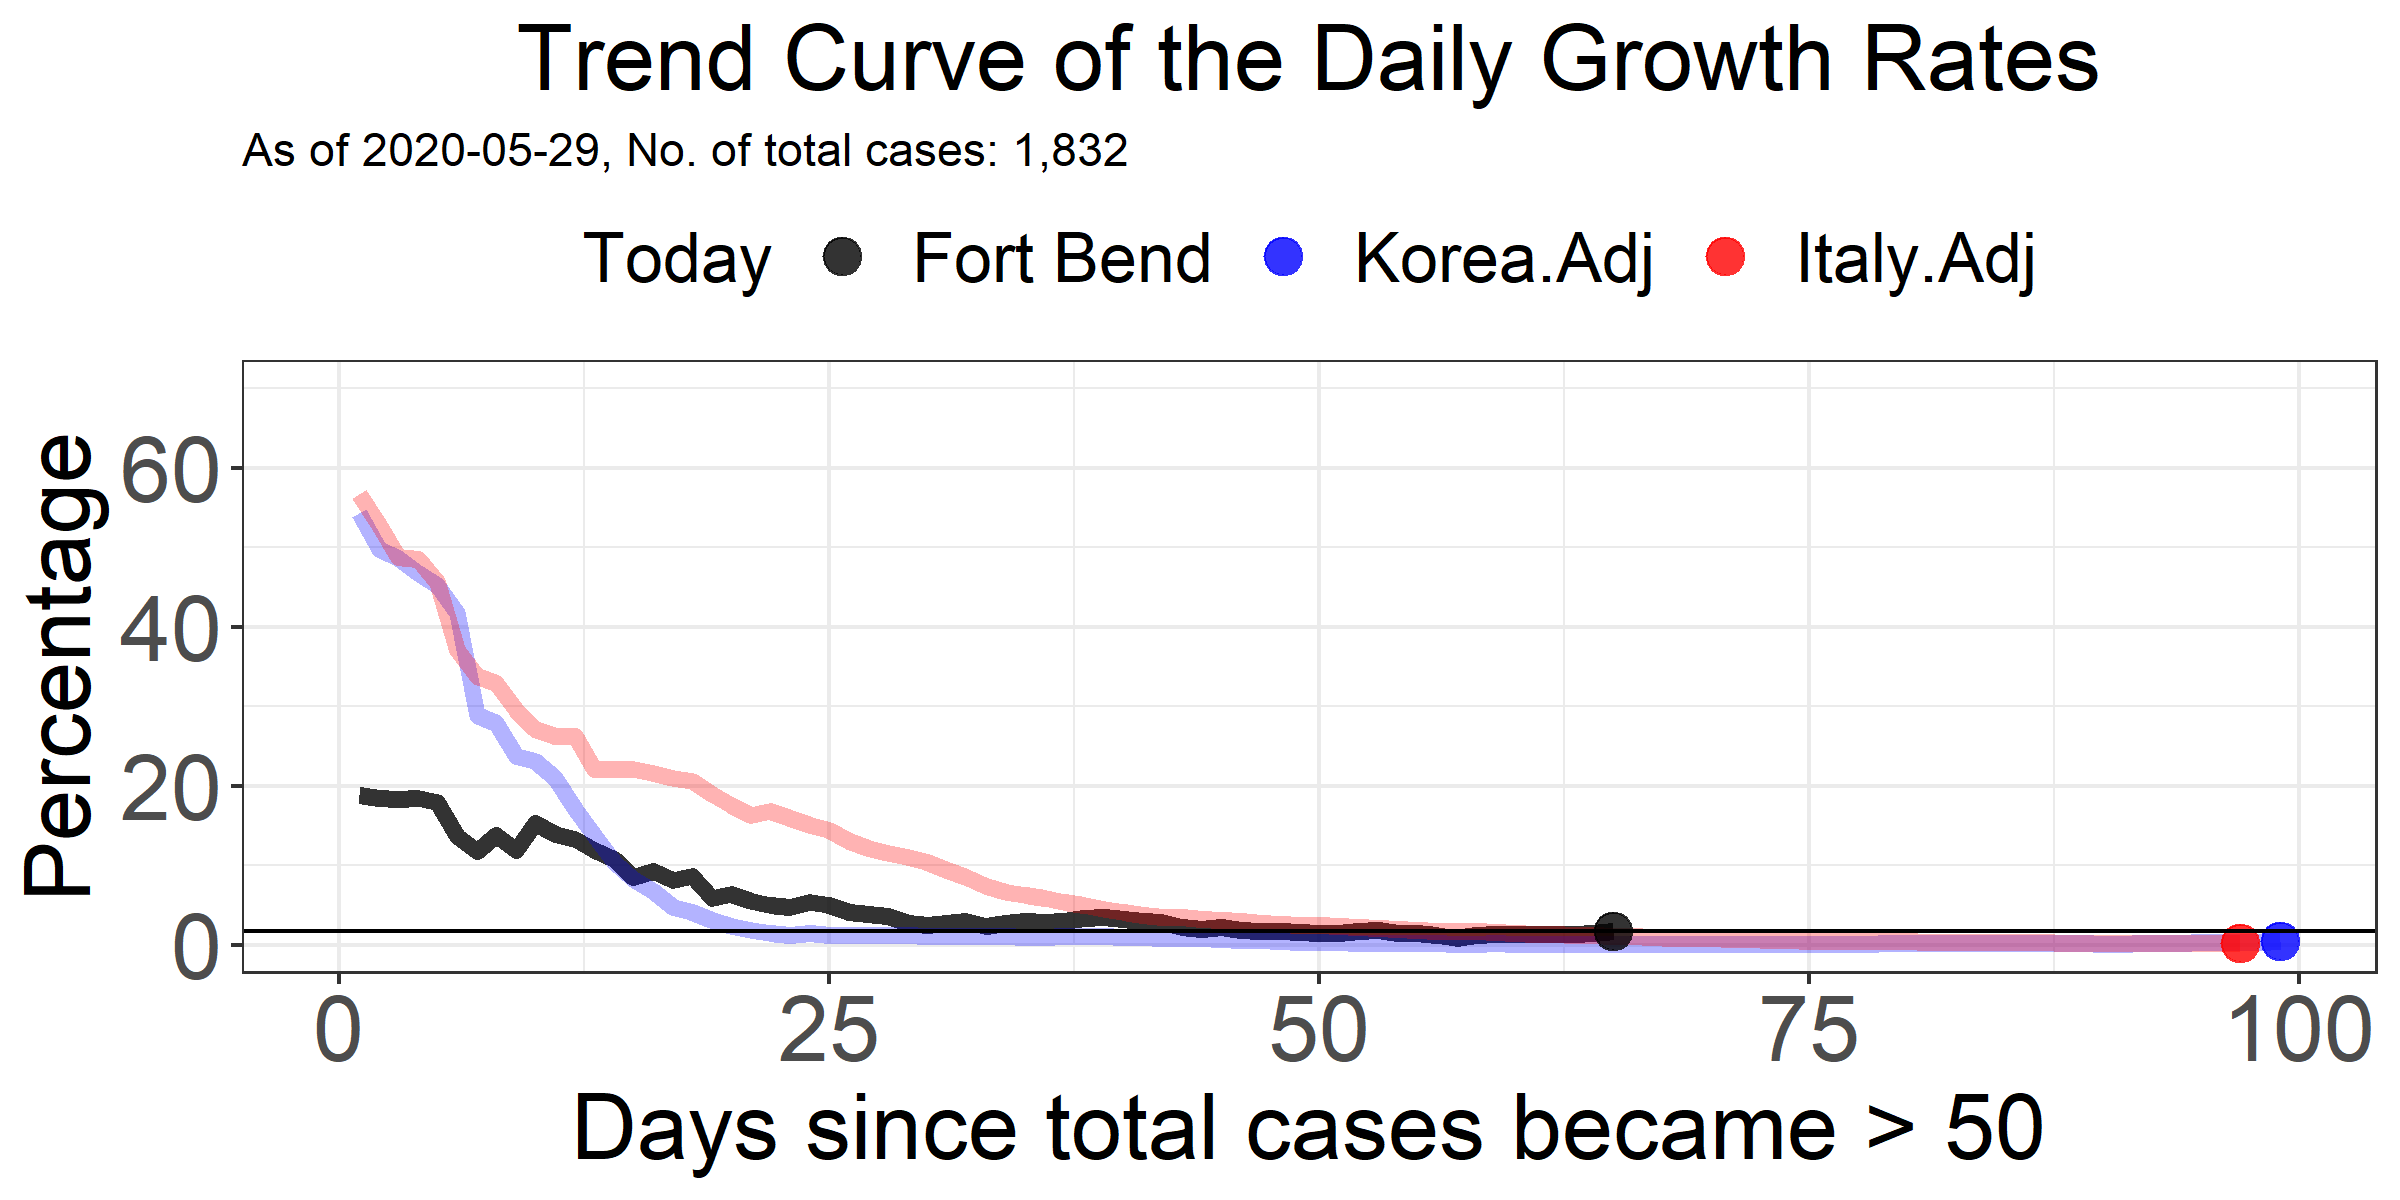 Trend Curve of the Daily Growth Rates
As of 2020-05-29, No. of total cases: 1,832
Today Fort Bend Korea.Adj Italy.Adj
Percentage
60
40
20
0
0 25 50 75 100
Days since total cases became > 50